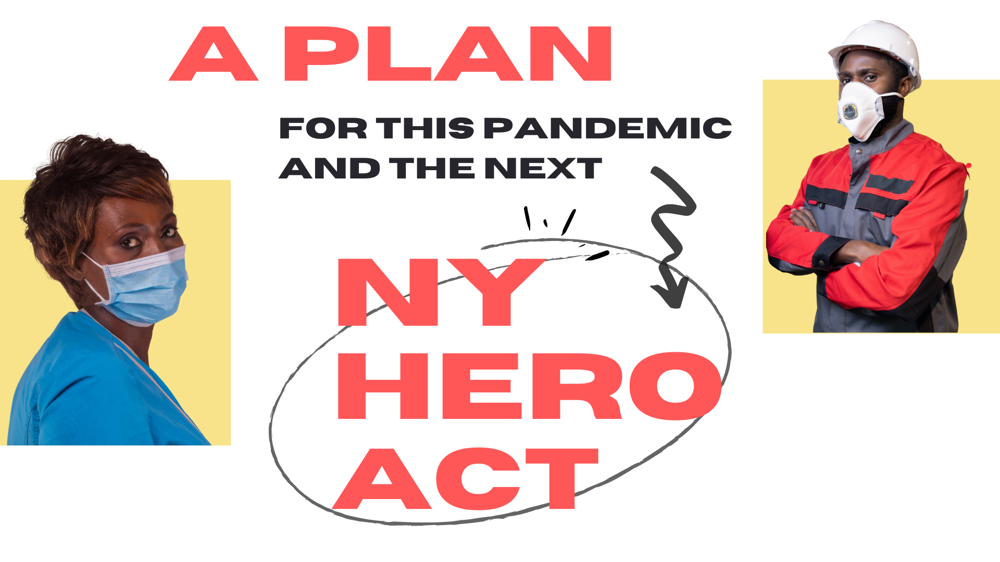 A PLAN
FOR THIS PANDEMIC
AND THE NEXT
NY
HERO
ACT